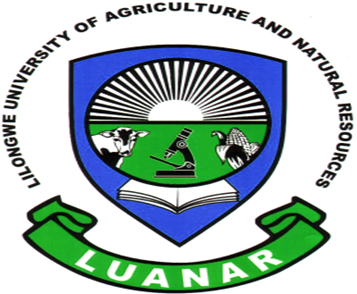 LILONGWE UNIVERSITY OF AGRICULTURE AND NATURAL RESOURCES
LUANAR